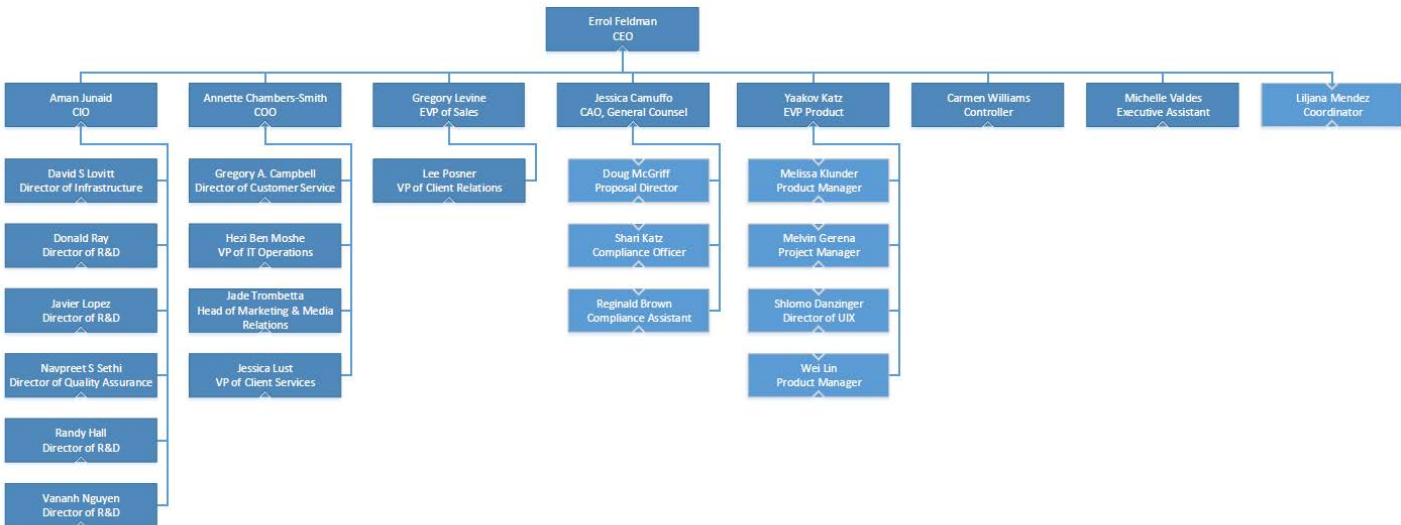 Errol Feldman
CEO
Aman Junaid
CIO
Annette Chambers-Smith
COO
Gregory Levine
EVP of Sales
Jessica Camuffo
CAO, General Counsel
Yaakov Katz
EVP Product
Carmen Williams
Controller
Michelle Valdes
Executive Assistant
Liljana Mendez
Coordinator
David S Lovitt
Director of Infrastructure
Donald Ray
Director of R&D
Javier Lopez
Director of R&D
Navpreet S Sethi
Director of Quality Assurance
Randy Hall
Director of R&D
Vananh Nguyen
Director of R&D
Gregory A. Campbell
Director of Customer Service
Hezi Ben Moshe
VP of IT Operations
Jade Trombetta
Head of Marketing & Media
Relations
Jessica Lust
VP of Client Services
Lee Posner
VP of Client Relations
Doug McGriff
Proposal Director
Shari Katz
Compliance Officer
Reginald Brown
Compliance Assistant
Melissa Klunder
Product Manager
Melvin Gerena
Project Manager
Shlomo Danzinger
Director of UIX
Wei Lin
Product Manager